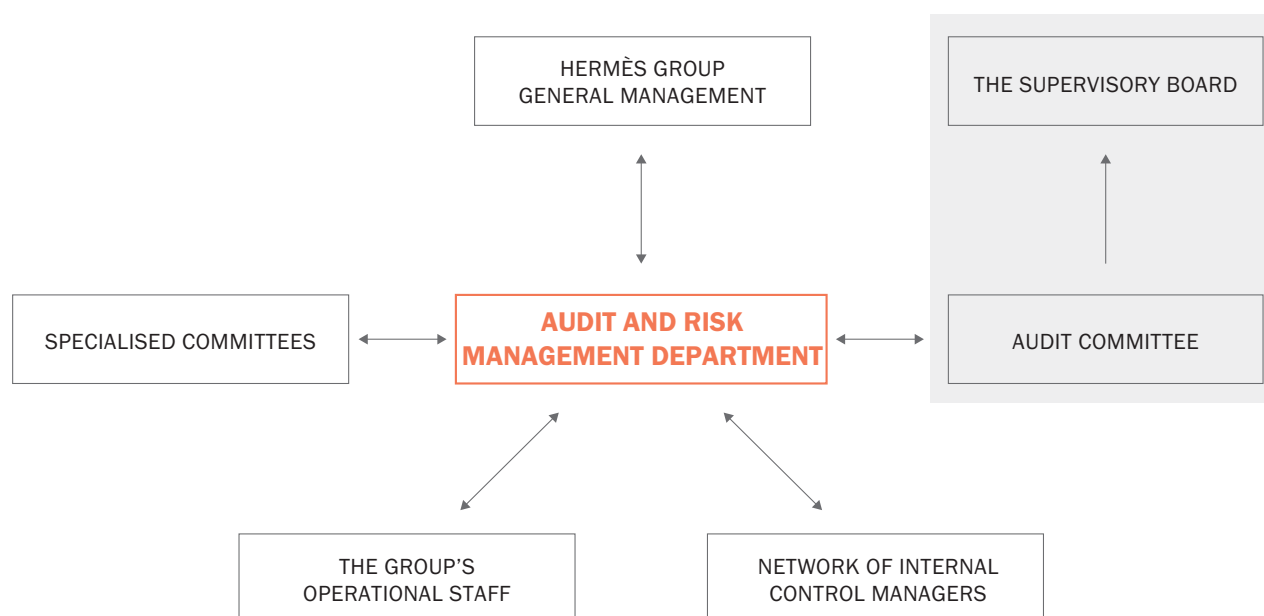 HERMÈS GROUP
GENERAL MANAGEMENT
THE SUPERVISORY BOARD
SPECIALISED COMMITTEES
AUDIT AND RISK
MANAGEMENT DEPARTMENT
AUDIT COMMITTEE
THE GROUP’S
OPERATIONAL STAFF
NETWORK OF INTERNAL
CONTROL MANAGERS